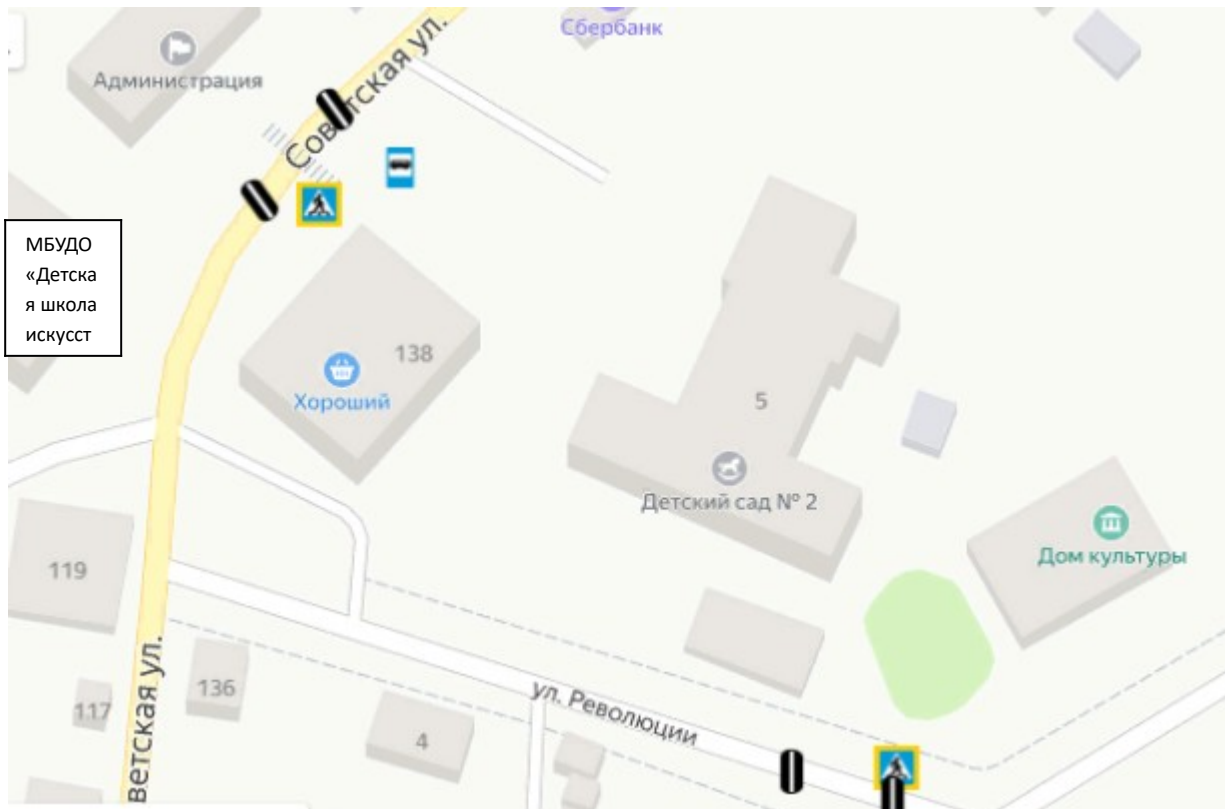 Сбербанк
Администрация
Советская ул.
МБУДО
«Детска
я школа
искусст
138
Хороший
5
Детский сад № 2
Дом культуры
119
136
117
4
ул. Революции
ветская ул.